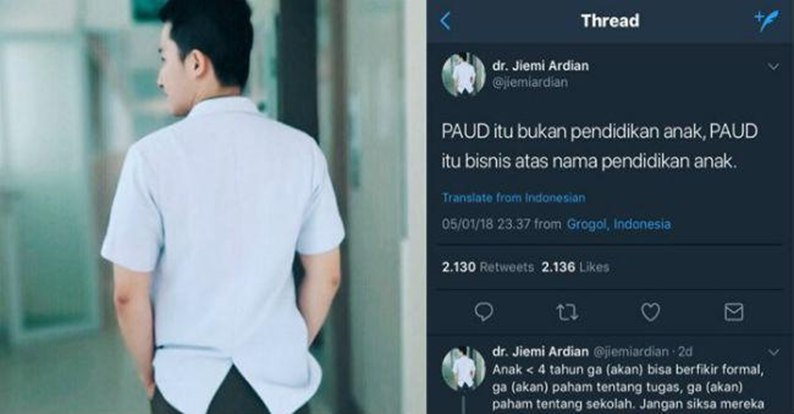 Thread
dr. Jiemi Ardian
@jiemiardian
PAUD itu bukan pendidikan anak, PAUD
itu bisnis atas nama pendidikan anak.
Translate from Indonesian
05/01/18 23.37 from Grogol, Indonesia
2.130 Retweets 2.136 Likes
dr. Jiemi Ardian @jiemiardian · 2d
Anak < 4 tahun ga (akan) bisa berfikir formal,
ga (akan) paham tentang tugas, ga (akan)
paham tentang sekolah. Jangan siksa mereka